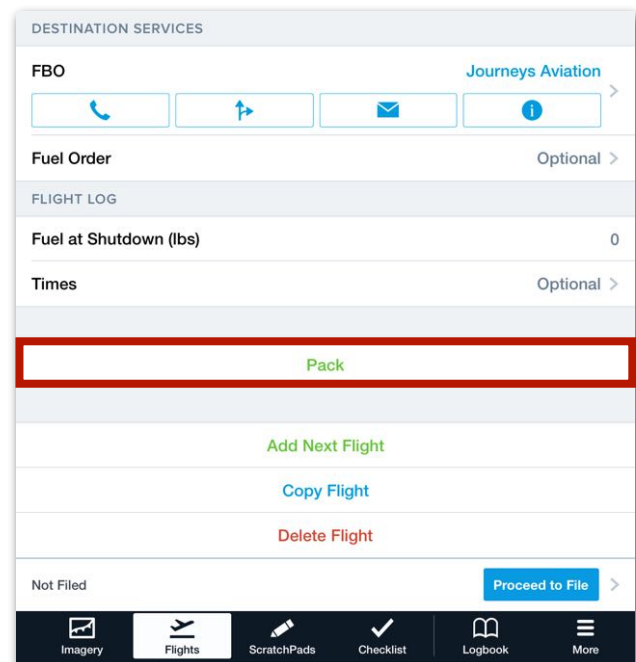 DESTINATION SERVICES
FBO Journeys Aviation
Fuel Order Optional
FLIGHT LOG
Fuel at Shutdown (lbs) 0
Times Optional
Pack
Add Next Flight
Copy Flight
Delete Flight
Not Filed Proceed to File
Imagery Flights ScratchPads Checklist Logbook More